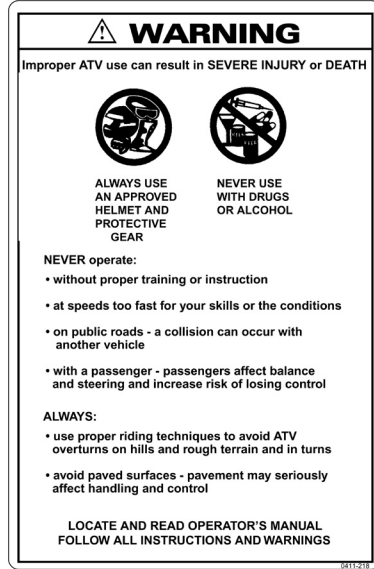 WARNING
Improper ATV use can result in SEVERE INJURY or DEATH
ALWAYS USE
AN APPROVED
HELMET AND
PROTECTIVE
GEAR
NEVER USE
WITH DRUGS
OR ALCOHOL
NEVER operate:
• without proper training or instruction
• at speeds too fast for your skills or the conditions
• on public roads - a collision can occur with
another vehicle
• with a passenger - passengers affect balance
and steering and increase risk of losing control
ALWAYS:
• use proper riding techniques to avoid ATV
overturns on hills and rough terrain and in turns
• avoid paved surfaces - pavement may seriously
affect handling and control
LOCATE AND READ OPERATOR'S MANUAL
FOLLOW ALL INSTRUCTIONS AND WARNINGS
0411-218